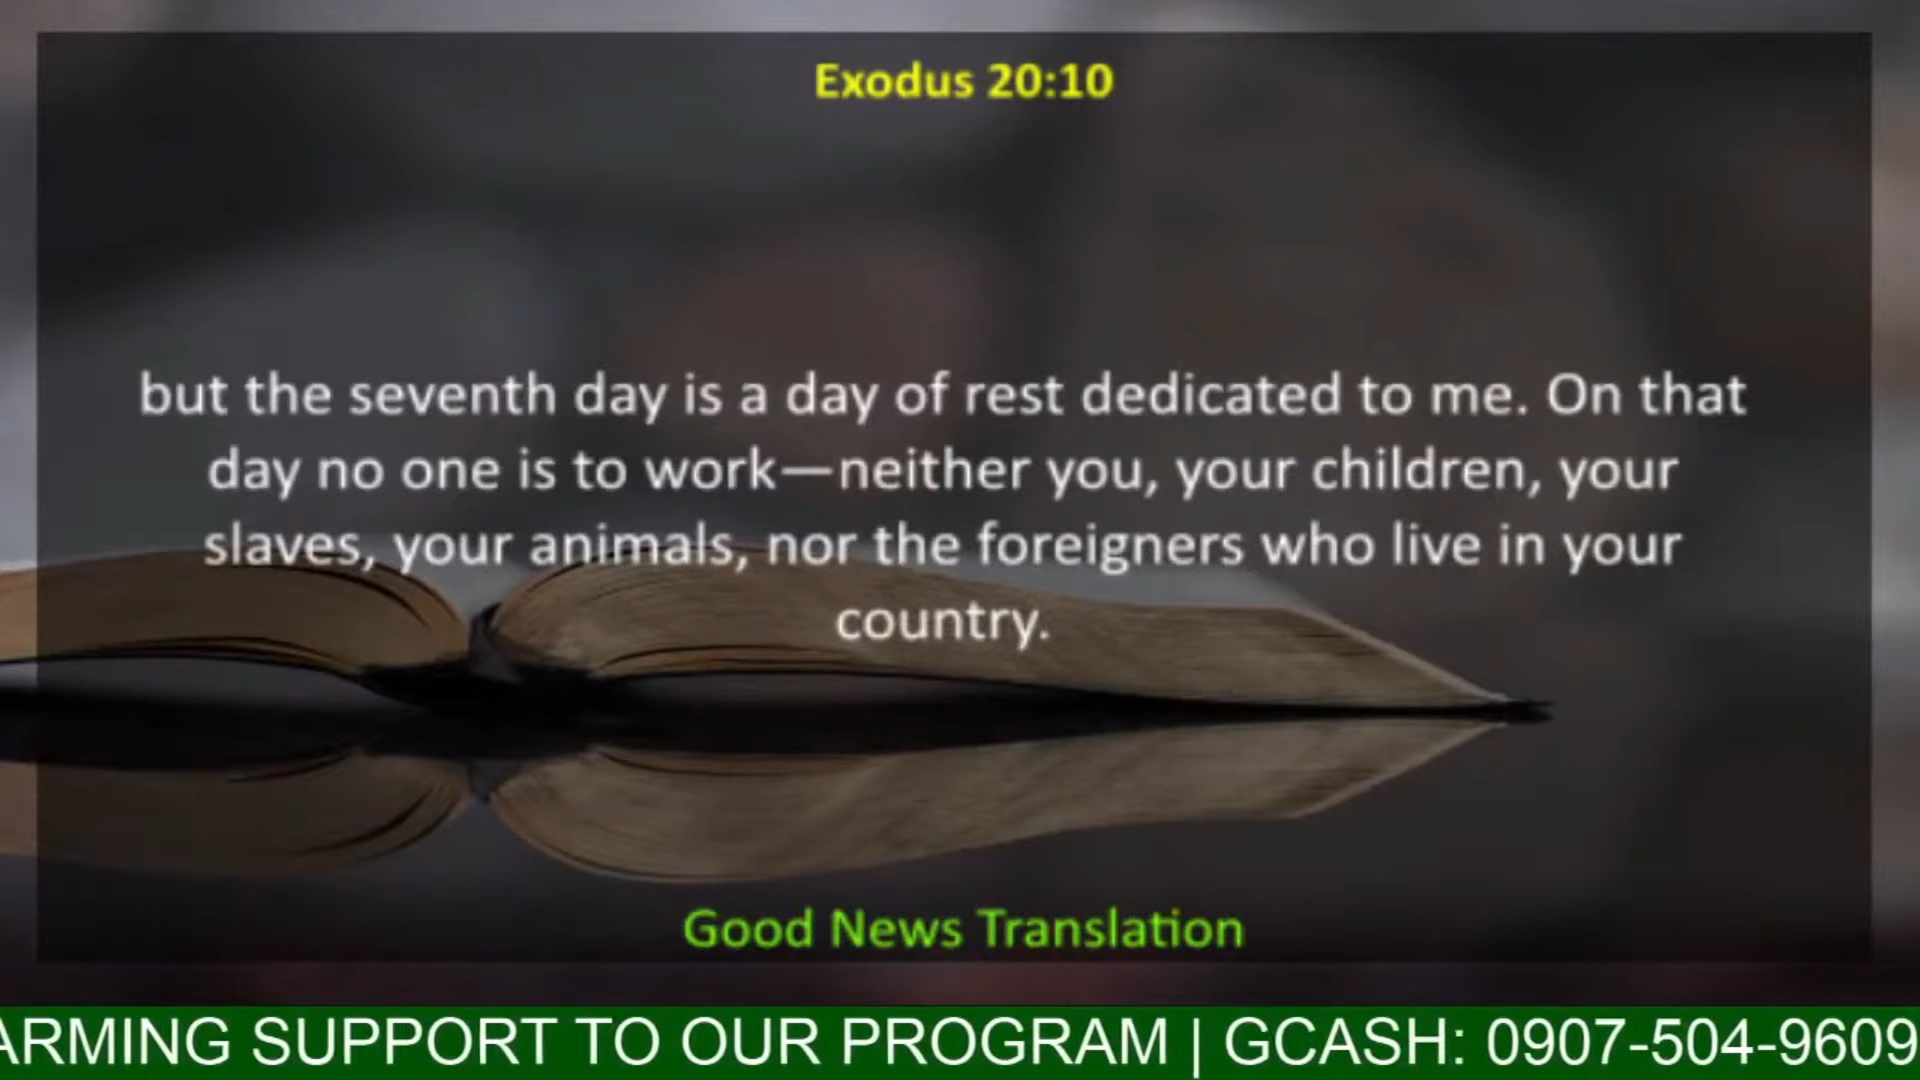 Exodus 20:10
but the seventh day is a day of rest dedicated to me. On that
day no one is to work—neither you, your children, your
slaves, your animals, nor the foreigners who live in your
country.
Good News Translation
ARMING SUPPORT TO OUR PROGRAM | GCASH: 0907-504-9609